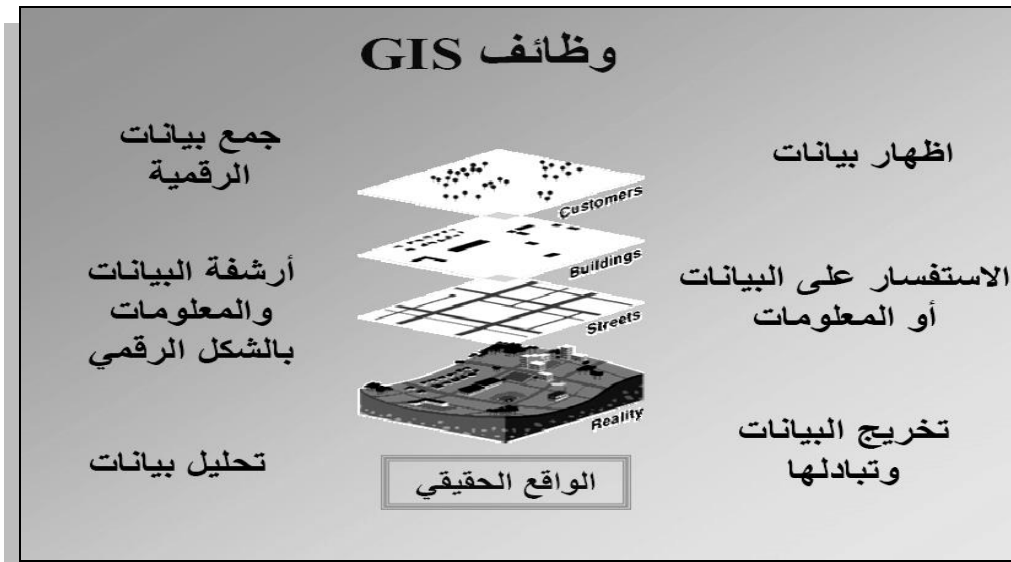 وظائف GIS
اظهار بيانات
الاستفسار على البيانات
أو المعلومات
تخريج البيانات
وتبادلها
Customers
Buildings
Streets
Reality
الواقع الحقيقي
جمع بيانات
الرقمية
أرشفة البيانات
والمعلومات
بالشكل الرقمي
تحليل بيانات